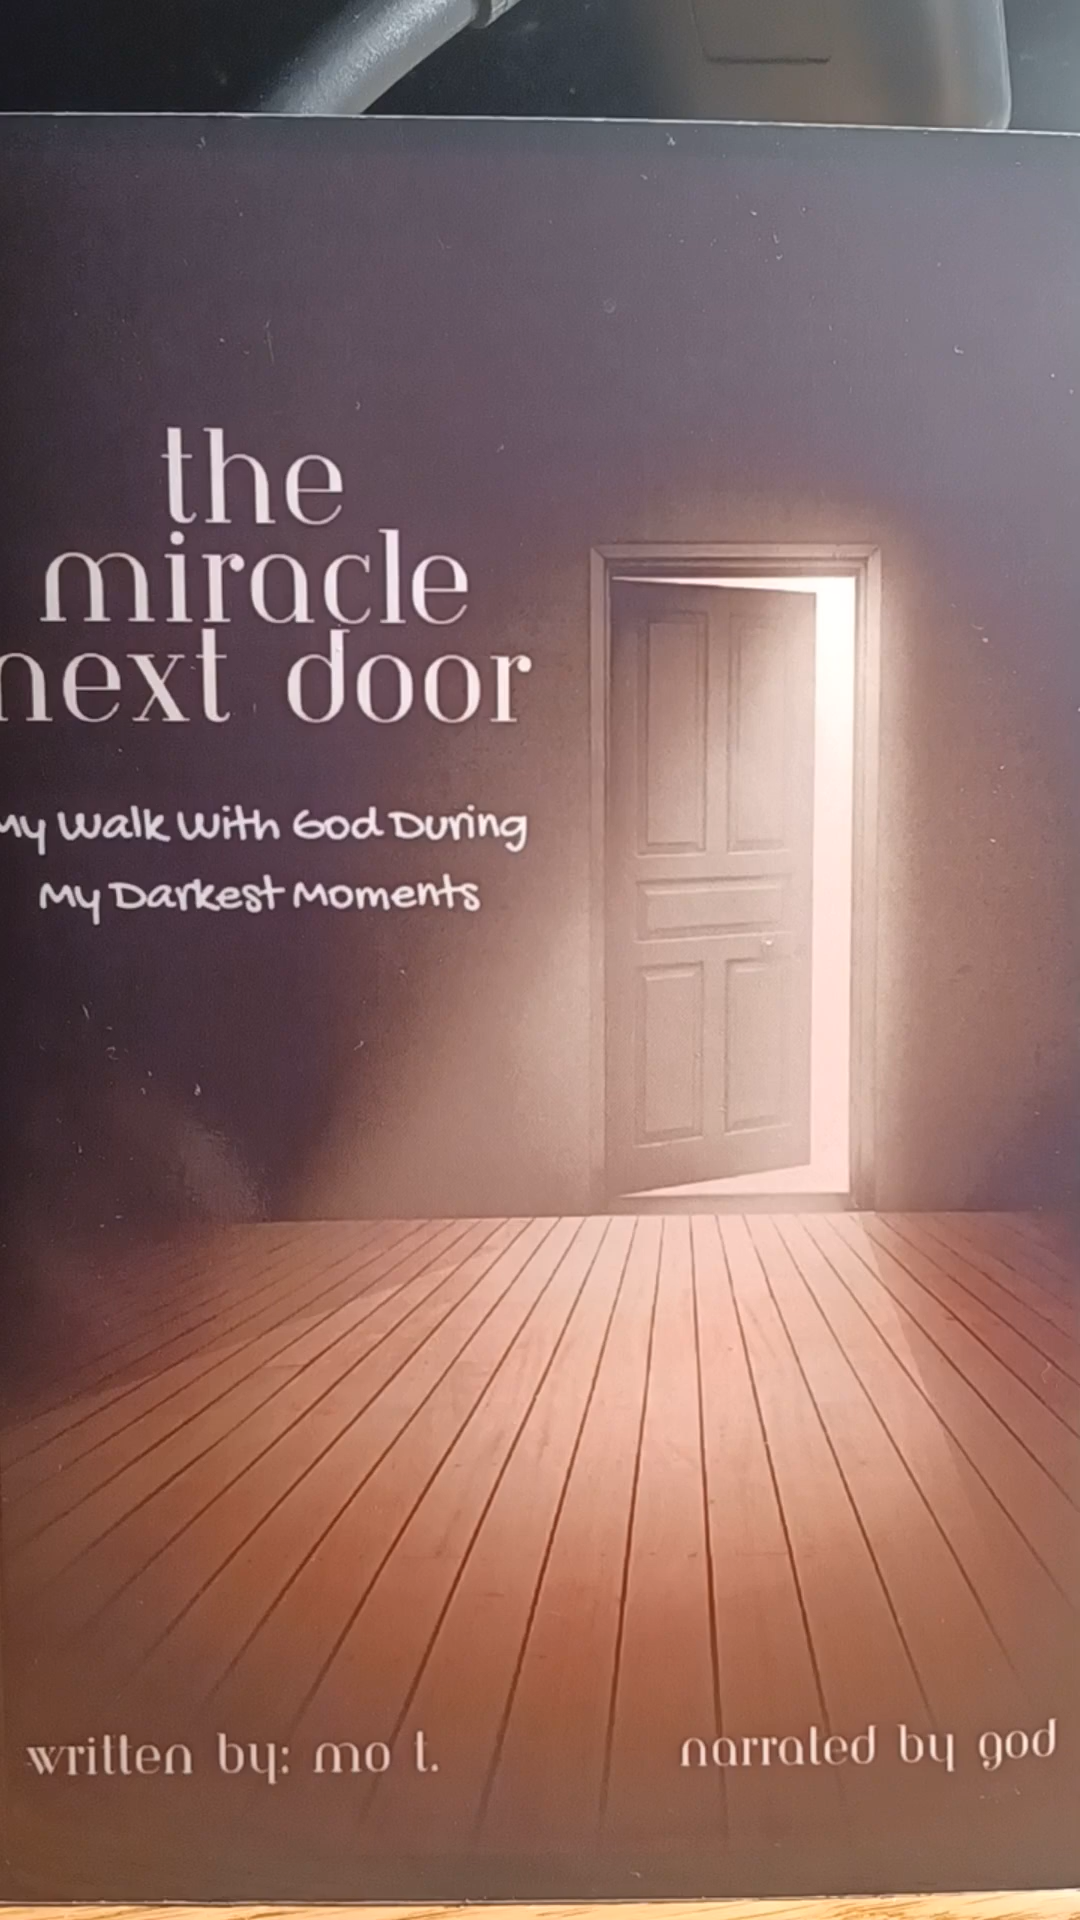 the
miracle
next door
My Walk With God During
My Darkest Moments
written by: mo t.
narrated by god